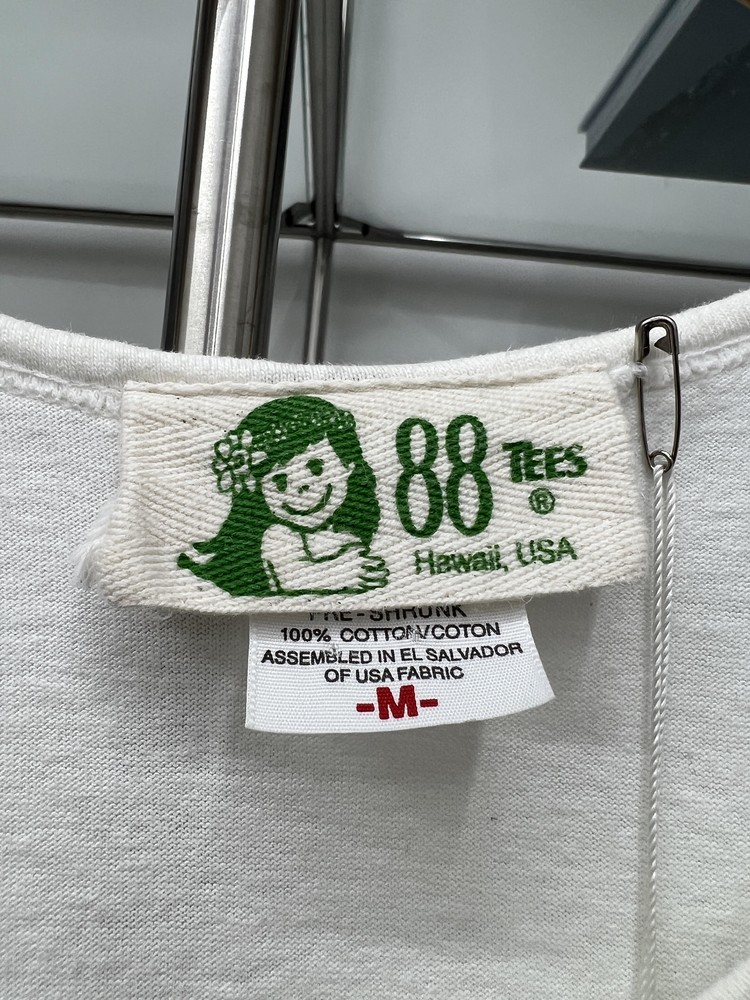 88 TEES
®
Hawaii, USA
PRE-SHRUNK
100% COTTON/COTON
ASSEMBLED IN EL SALVADOR
OF USA FABRIC
-M-